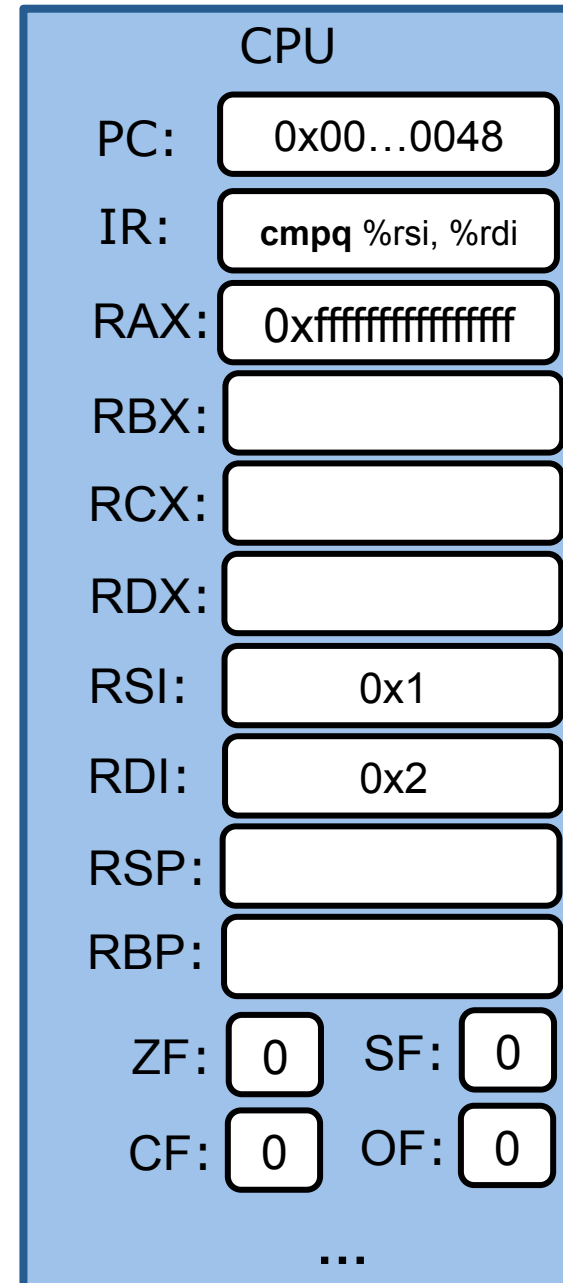 CPU
PC: 0x00…0048
IR: cmpq %rsi, %rdi
RAX: 0xffffffffffffffff
RBX:
RCX:
RDX:
RSI: 0x1
RDI: 0x2
RSP:
RBP:
ZF: 0 SF: 0
CF: 0 OF: 0
...